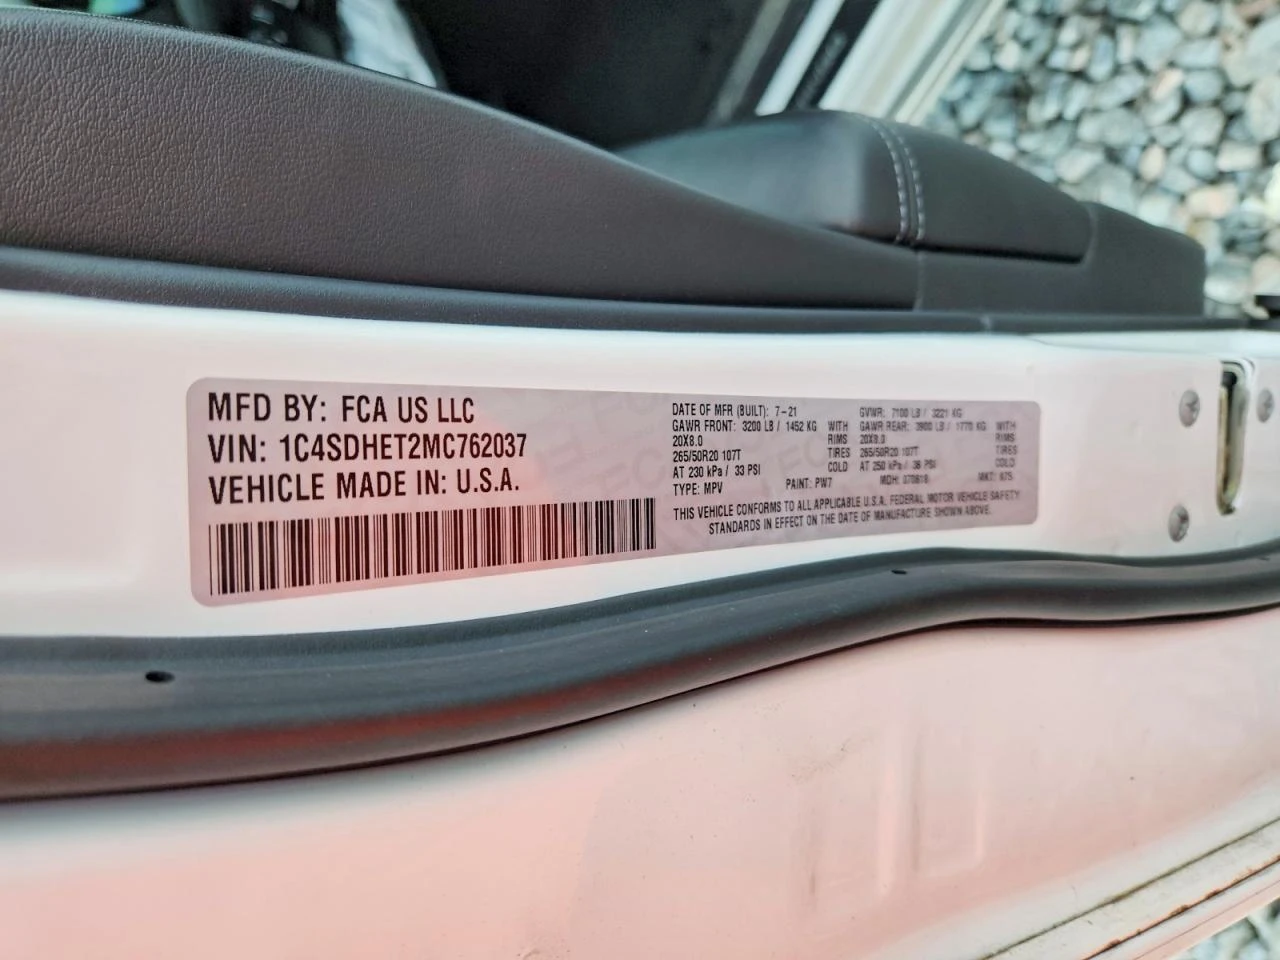 MFD BY: FCA US LLC
VIN: 1C4SDHET2MC762037
VEHICLE MADE IN: U.S.A.
DATE OF MFR (BUILT): 7-21 GVWR: 7100 LB / 3221 KG
GAWR FRONT: 3200 LB / 1452 KG WITH GAWR REAR: 3900 LB / 1770 KG WITH
20X8.0 RIMS 20X8.0 RIMS
265/50R20 107T TIRES 265/50R20 107T TIRES
AT 230 kPa / 33 PSI COLD AT 250 kPa / 36 PSI COLD
TYPE: MPV PAINT: PW7 MDH: 070618 MKT: 675
THIS VEHICLE CONFORMS TO ALL APPLICABLE U.S.A. FEDERAL MOTOR VEHICLE SAFETY
STANDARDS IN EFFECT ON THE DATE OF MANUFACTURE SHOWN ABOVE.